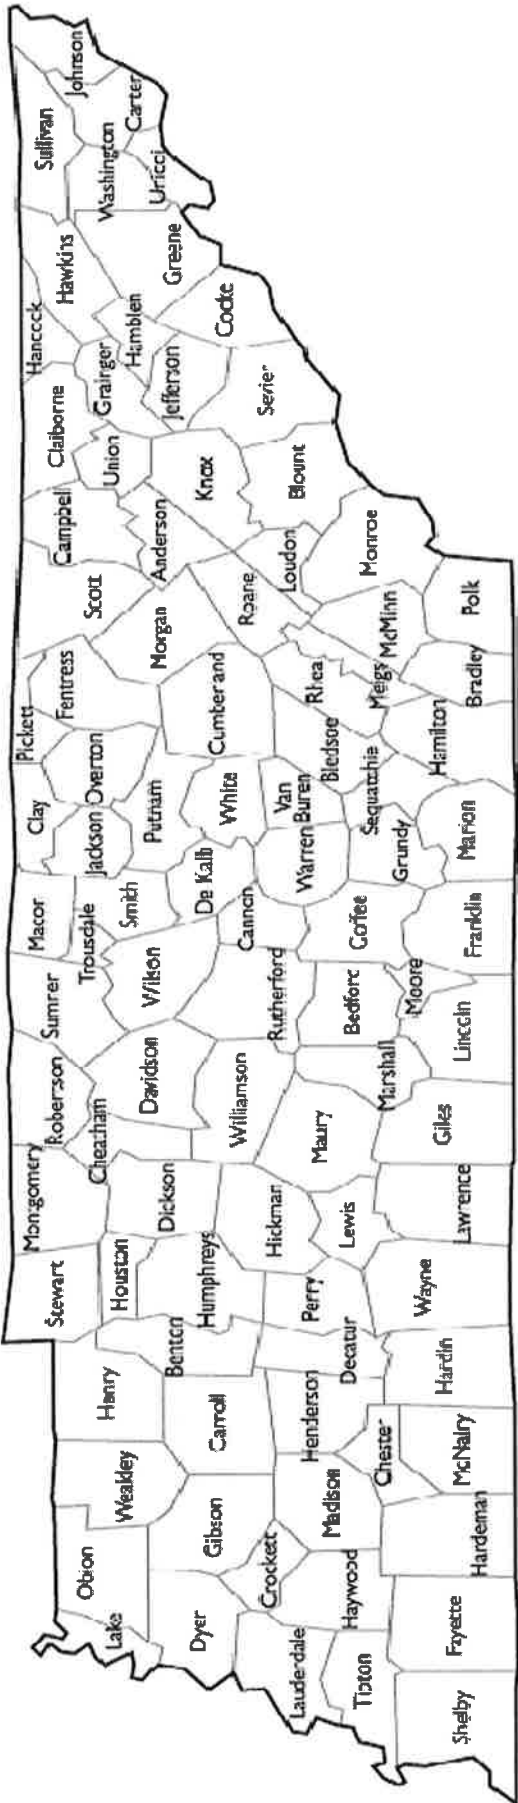 Lake
Obion
Weakley
Henry
Stewart
Montgomery
Robertson
Sumrer
Macor
Clay
Pickett
Fentress
Scott
Campbell
Claiborne
Hancock
Hawkins
Sullivan
Johnson
Carter
Washington
Uricci
Greene
Hamblen
Cocke
Grainger
Jefferson
Sevier
Union
Knox
Blount
Anderson
Loudon
Monroe
Morgan
Roane
McMinn
Polk
Overton
Cumberland
Rhea
Meigs
Bradley
Jackson
Putnam
White
Van
Buren
Bledsoe
Sequatchie
Hamilton
Trousdale
Smith
De Kalb
Warren
Grundy
Marion
Wilson
Cannon
Coffee
Franklin
Davidson
Rutherford
Bedford
Moore
Lincoln
Cheatham
Williamson
Marshall
Giles
Dickson
Hickman
Maury
Lewis
Lawrence
Houston
Humphreys
Perry
Wayne
Benton
Decatur
Hardin
Carroll
Henderson
Chester
McNairy
Gibson
Madison
Hardeman
Dyer
Crockett
Haywood
Fayette
Lauderdale
Tipton
Shelby